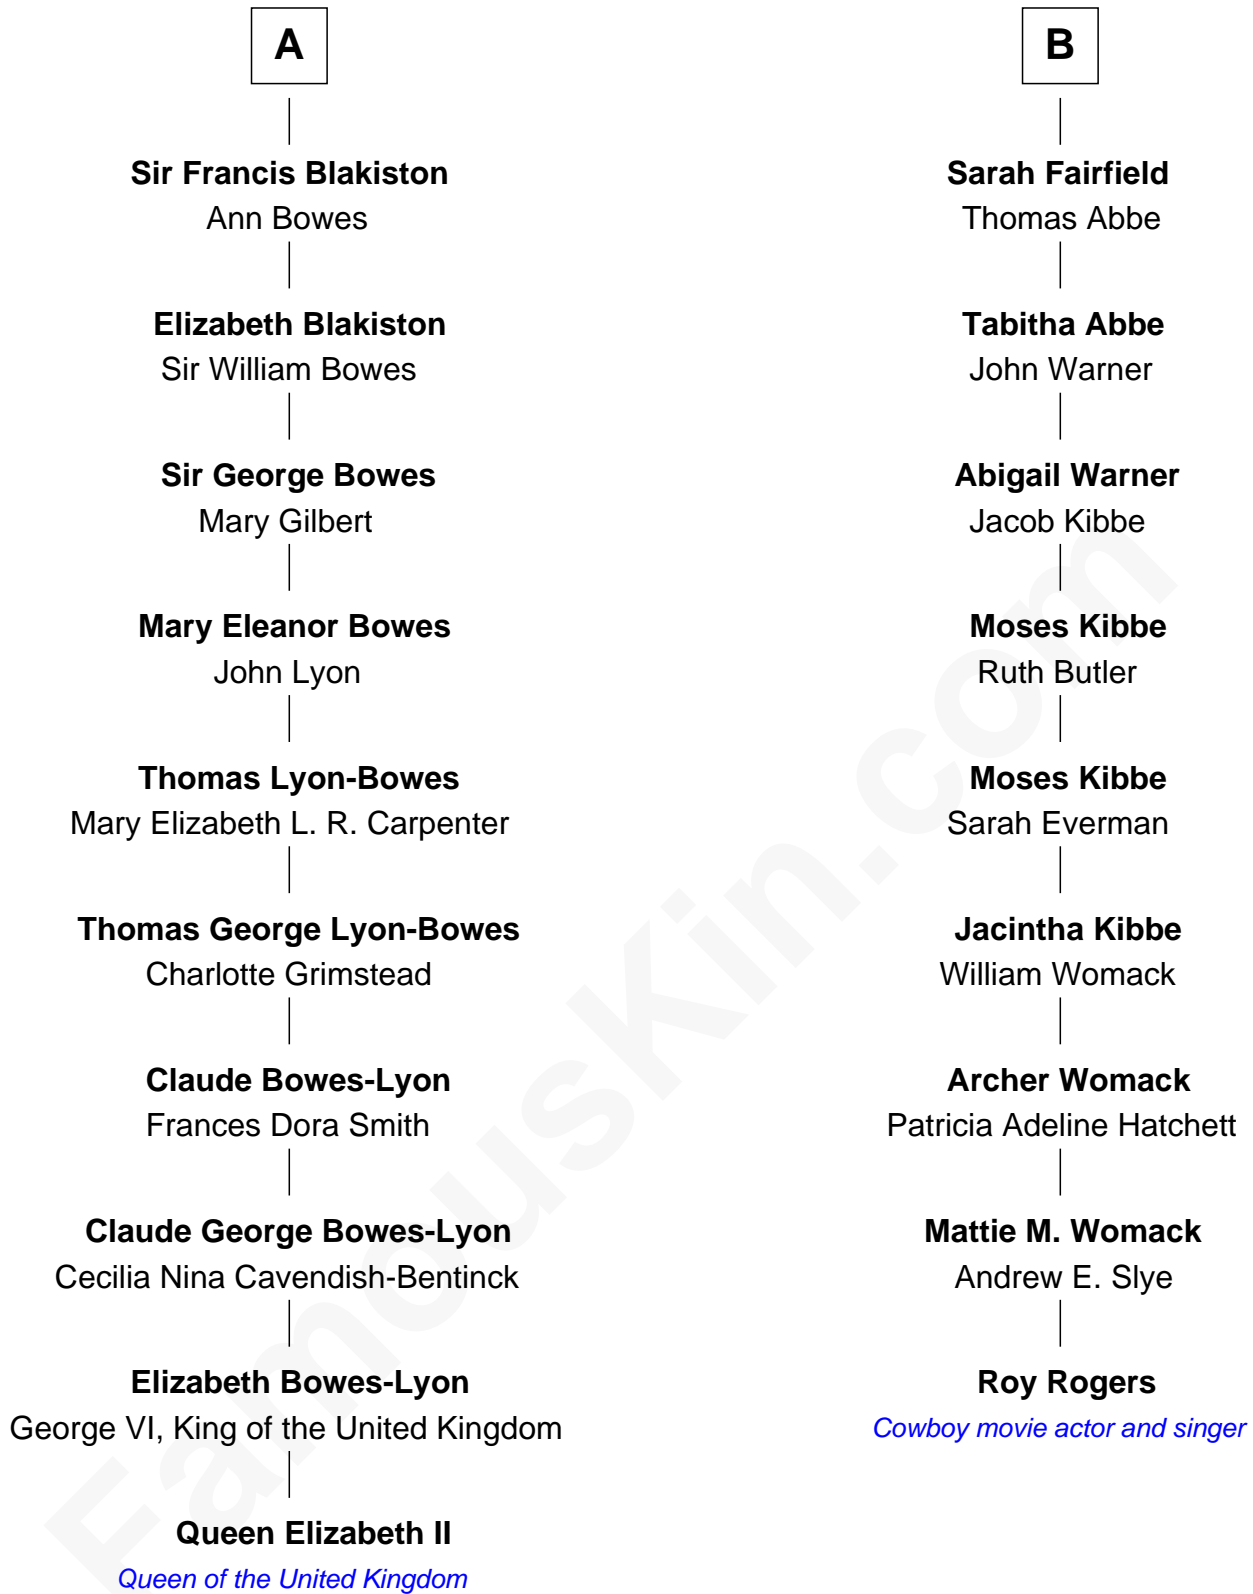 A
Sir Francis Blakiston
Ann Bowes
Elizabeth Blakiston
Sir William Bowes
Sir George Bowes
Mary Gilbert
Mary Eleanor Bowes
John Lyon
Thomas Lyon-Bowes
Mary Elizabeth L. R. Carpenter
Thomas George Lyon-Bowes
Charlotte Grimstead
Claude Bowes-Lyon
Frances Dora Smith
Claude George Bowes-Lyon
Cecilia Nina Cavendish-Bentinck
Elizabeth Bowes-Lyon
George VI, King of the United Kingdom
Queen Elizabeth II
Queen of the United Kingdom
B
Sarah Fairfield
Thomas Abbe
Tabitha Abbe
John Warner
Abigail Warner
Jacob Kibbe
Moses Kibbe
Ruth Butler
Moses Kibbe
Sarah Everman
Jacintha Kibbe
William Womack
Archer Womack
Patricia Adeline Hatchett
Mattie M. Womack
Andrew E. Slye
Roy Rogers
Cowboy movie actor and singer
FamousKin.com